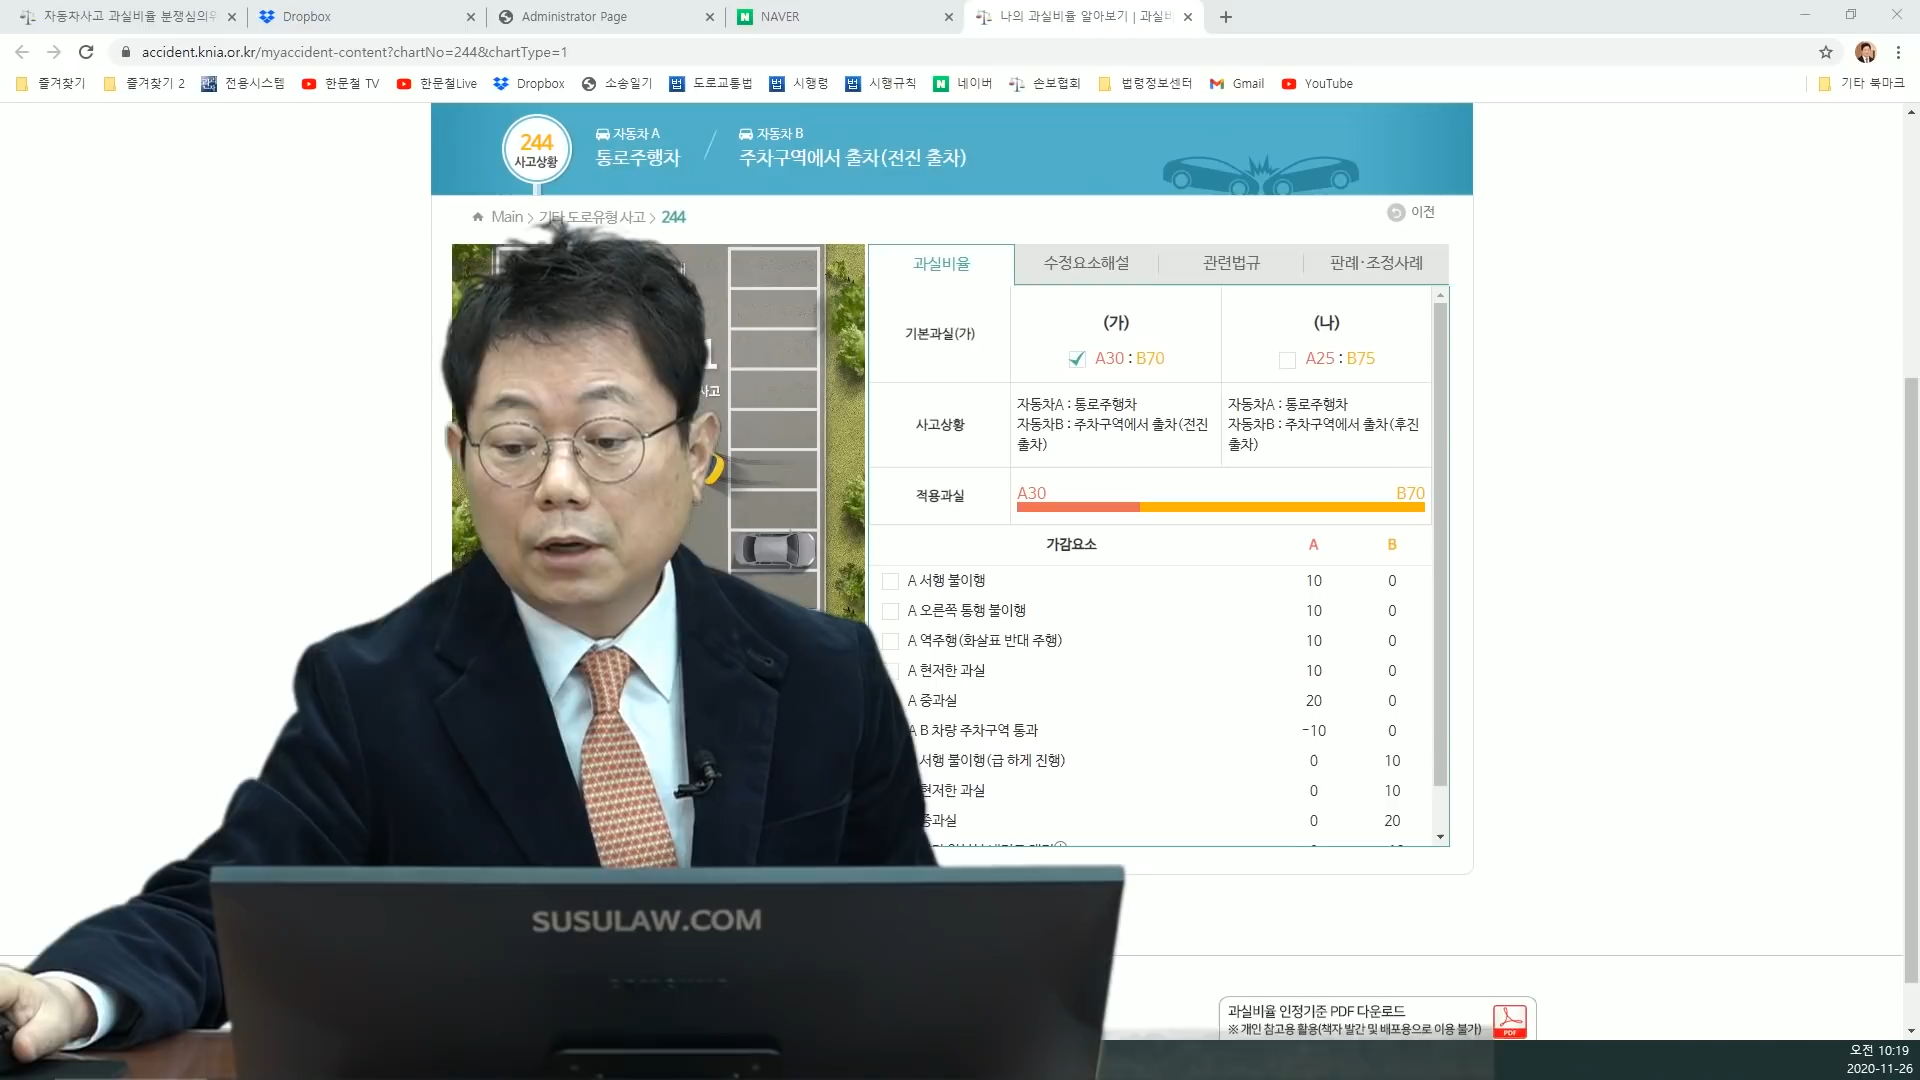 자동차사고 과실비율 분쟁심의위
Dropbox
Administrator Page
NAVER
나의 과실비율 알아보기 | 과실비
accident.knia.or.kr/myaccident-content?chartNo=244&chartType=1
즐겨찾기
즐겨찾기 2
전용시스템
한문철 TV
한문철Live
Dropbox
소송일기
도로교통법
시행령
시행규칙
네이버
손보협회
법령정보센터
Gmail
YouTube
기타 북마크
244
사고상황
자동차 A
통로주행차
자동차 B
주차구역에서 출차(전진 출차)
Main > 기타 도로유형 사고 > 244
이전
과실비율
수정요소해설
관련법규
판례·조정사례
기본과실(가)
(가)
A30 : B70
(나)
A25 : B75
사고상황
자동차A : 통로주행차
자동차B : 주차구역에서 출차(전진
출차)
자동차A : 통로주행차
자동차B : 주차구역에서 출차(후진
출차)
적용과실
A30
B70
가감요소 A B
A 서행 불이행 10 0
A 오른쪽 통행 불이행 10 0
A 역주행(화살표 반대 주행) 10 0
A 현저한 과실 10 0
A 중과실 20 0
A B 차량 주차구역 통과 -10 0
서행 불이행(급 하게 진행) 0 10
현저한 과실 0 10
중과실 0 20
1
사고
SUSULAW.COM
SAMSUNG
과실비율 인정기준 PDF 다운로드
※ 개인 참고용 활용(책자 발간 및 배포용으로 이용 불가)
PDF
오전 10:19
2020-11-26